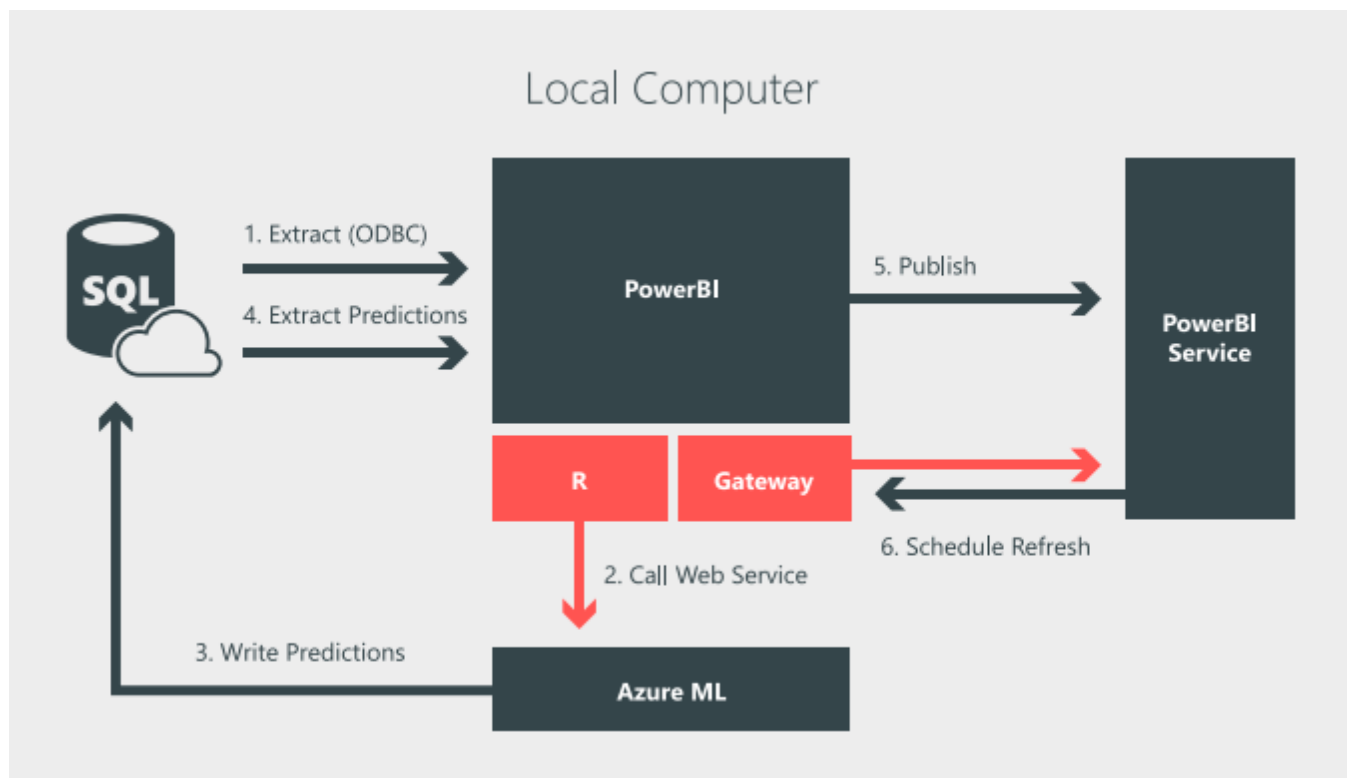 Local Computer
1. Extract (ODBC)
SQL
4. Extract Predictions
PowerBI
5. Publish
PowerBI
Service
R
Gateway
6. Schedule Refresh
2. Call Web Service
3. Write Predictions
Azure ML